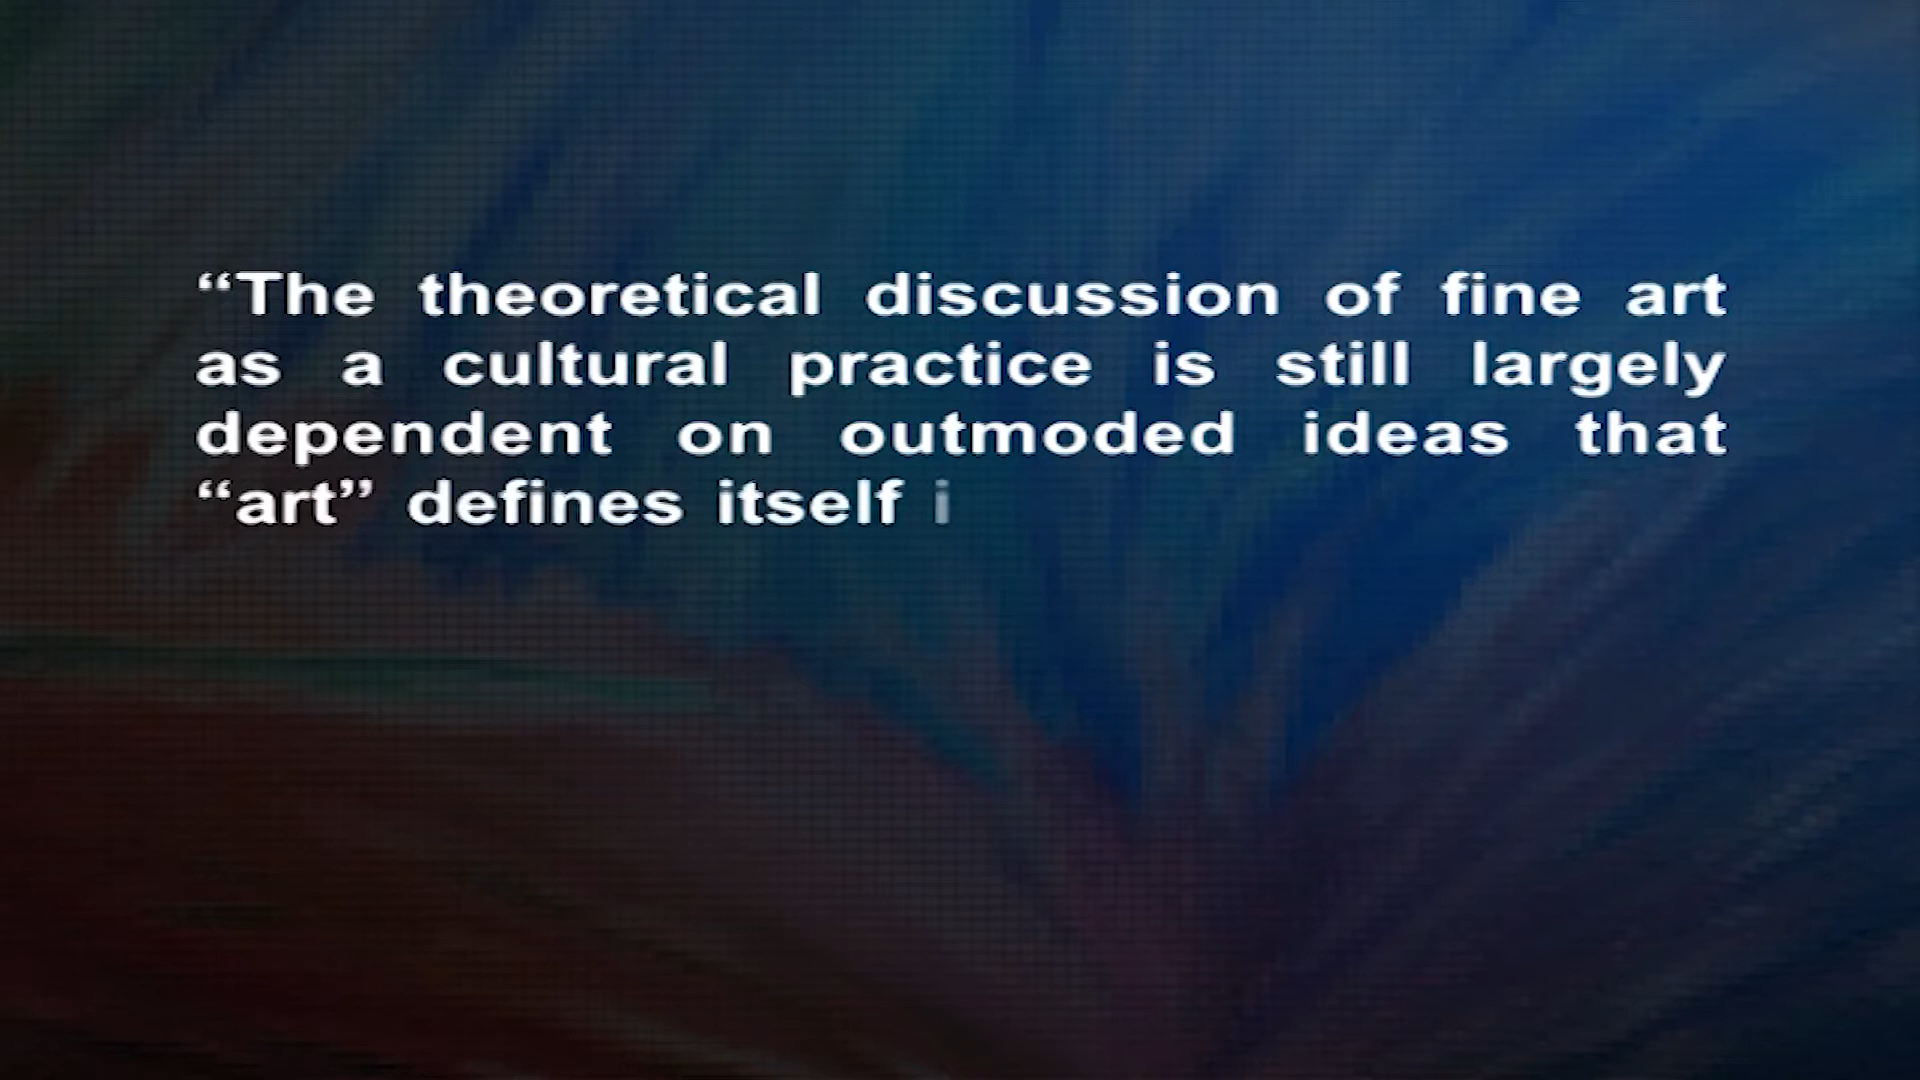 “The theoretical discussion of fine art
as a cultural practice is still largely
dependent on outmoded ideas that
“art” defines itself i